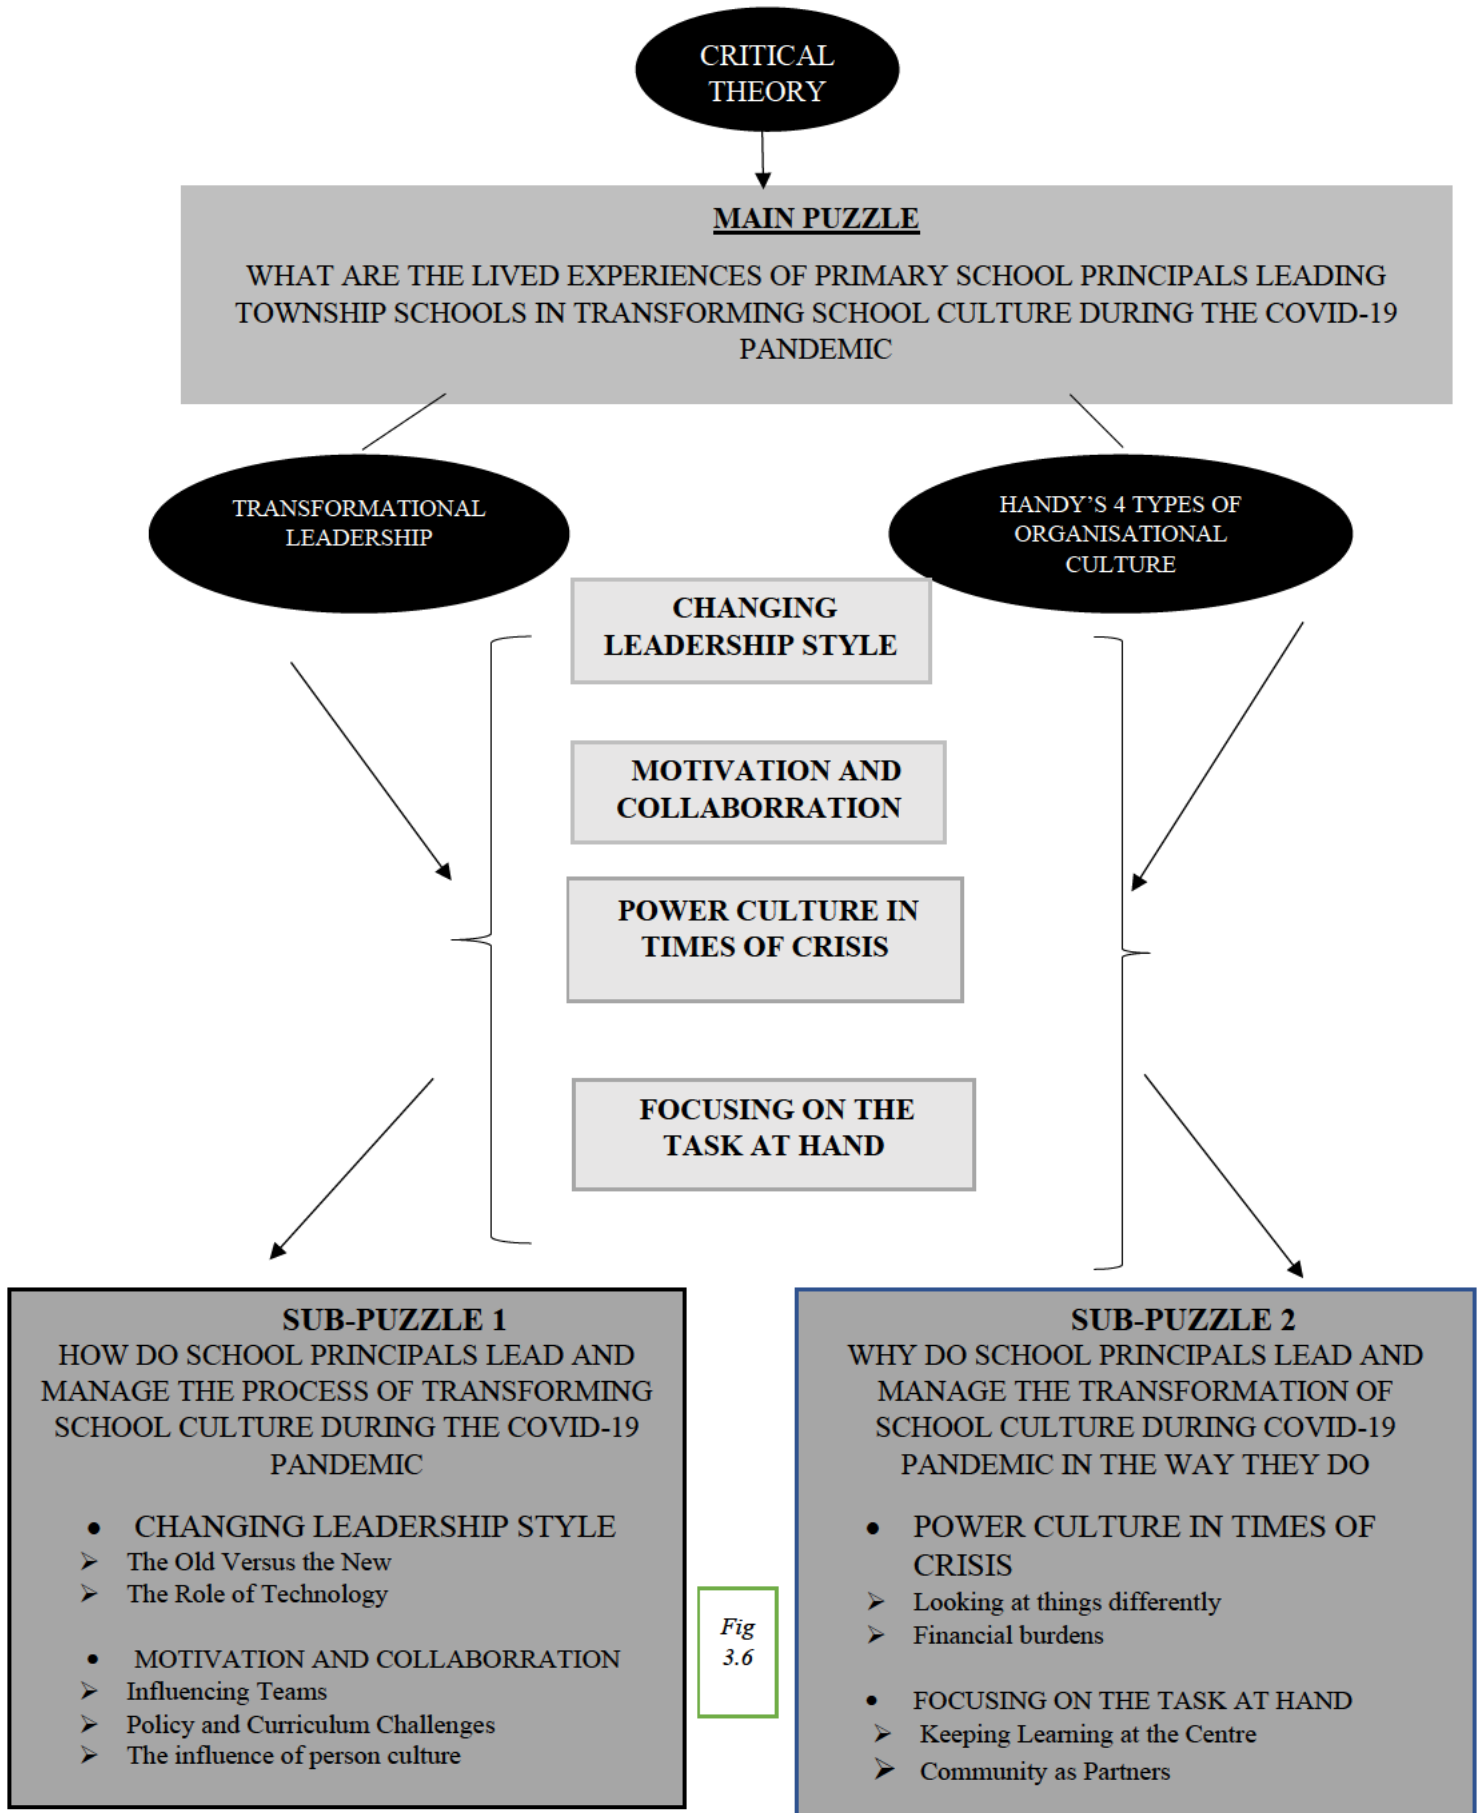 CRITICAL
THEORY
MAIN PUZZLE
WHAT ARE THE LIVED EXPERIENCES OF PRIMARY SCHOOL PRINCIPALS LEADING
TOWNSHIP SCHOOLS IN TRANSFORMING SCHOOL CULTURE DURING THE COVID-19
PANDEMIC
TRANSFORMATIONAL
LEADERSHIP
HANDY’S 4 TYPES OF
ORGANISATIONAL
CULTURE
CHANGING
LEADERSHIP STYLE
MOTIVATION AND
COLLABORRATION
POWER CULTURE IN
TIMES OF CRISIS
FOCUSING ON THE
TASK AT HAND
SUB-PUZZLE 1
HOW DO SCHOOL PRINCIPALS LEAD AND
MANAGE THE PROCESS OF TRANSFORMING
SCHOOL CULTURE DURING THE COVID-19
PANDEMIC
• CHANGING LEADERSHIP STYLE
➢ The Old Versus the New
➢ The Role of Technology
• MOTIVATION AND COLLABORRATION
➢ Influencing Teams
➢ Policy and Curriculum Challenges
➢ The influence of person culture
Fig
3.6
SUB-PUZZLE 2
WHY DO SCHOOL PRINCIPALS LEAD AND
MANAGE THE TRANSFORMATION OF
SCHOOL CULTURE DURING COVID-19
PANDEMIC IN THE WAY THEY DO
• POWER CULTURE IN TIMES OF
CRISIS
➢ Looking at things differently
➢ Financial burdens
• FOCUSING ON THE TASK AT HAND
➢ Keeping Learning at the Centre
➢ Community as Partners